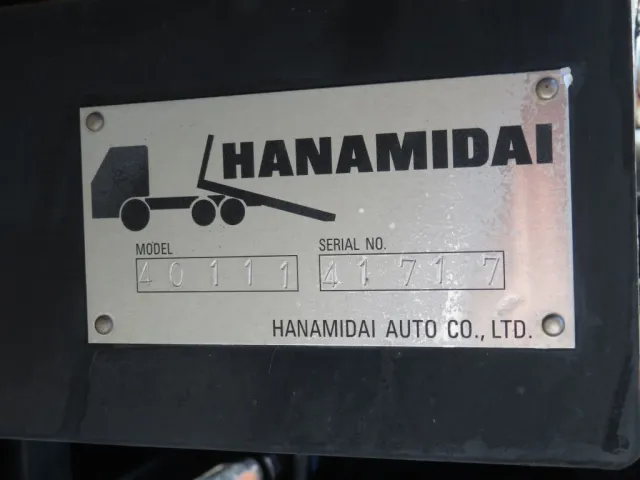 HANAMIDAI
MODEL
40111
SERIAL NO.
41717
HANAMIDAI AUTO CO., LTD.